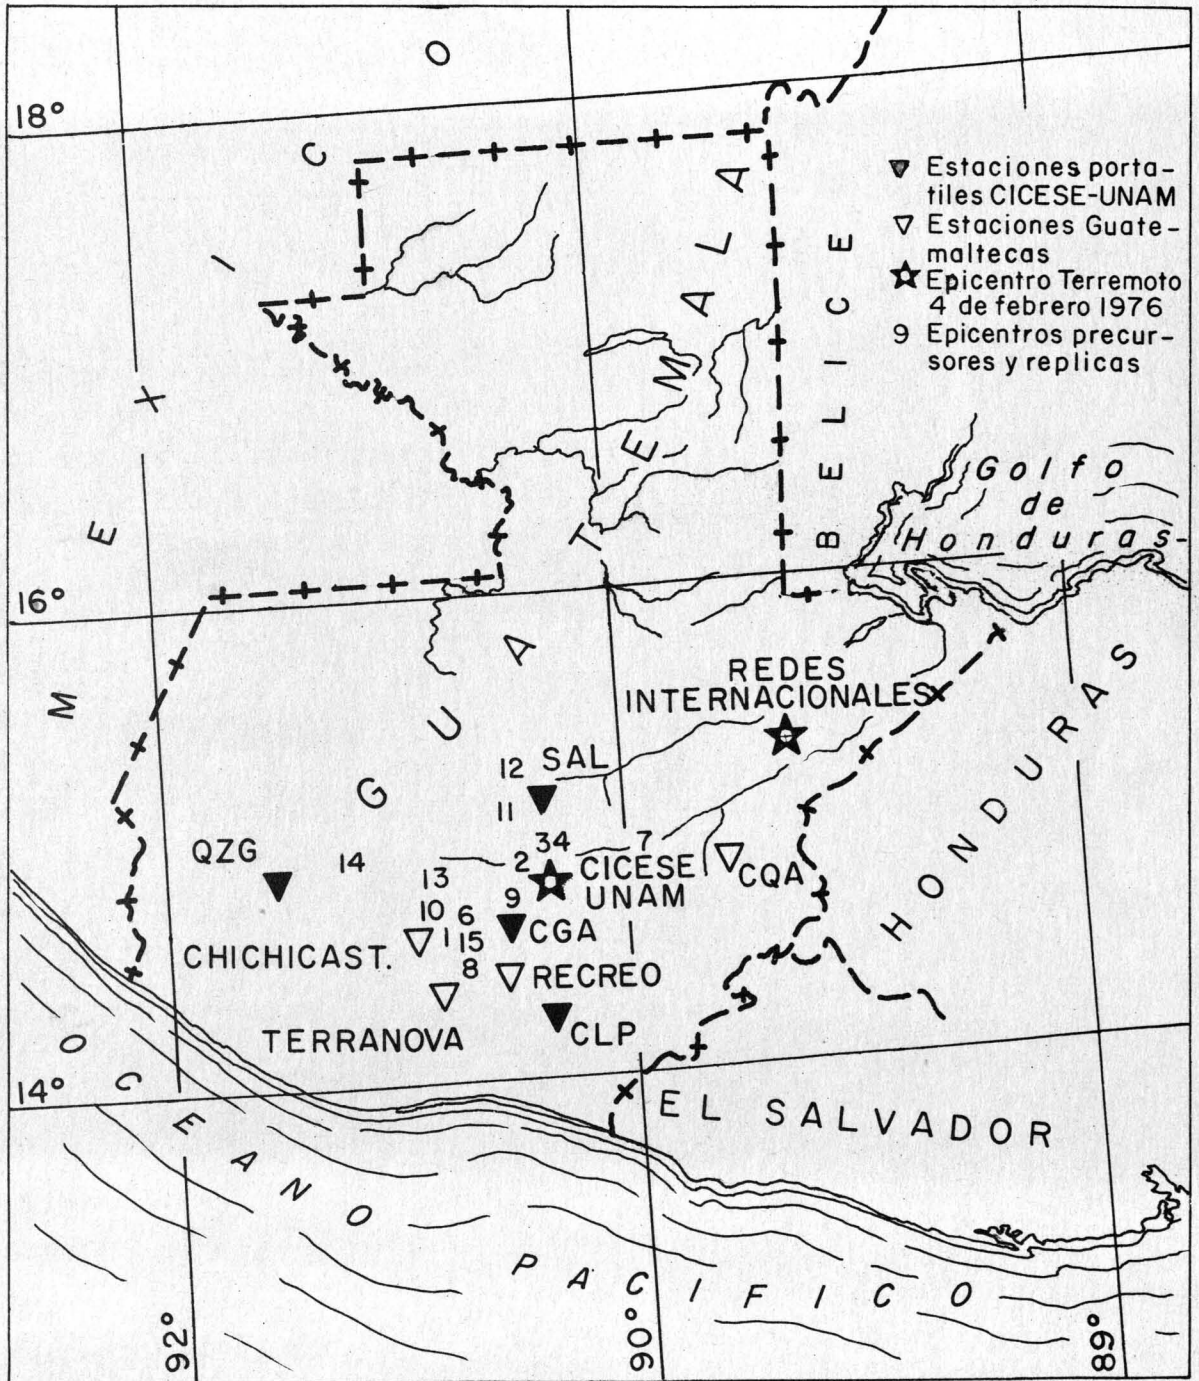 MEXICO
18°
GUATEMALA
BELICE
Estaciones porta-
tiles CICESE-UNAM
Estaciones Guate-
maltecas
Epicentro Terremoto
4 de febrero 1976
9 Epicentros precur-
sores y replicas
Golfo
de
Honduras
16°
HONDURAS
REDES
INTERNACIONALES
12 SAL
11
34
7
QZG
14
2
CICESE
UNAM
CQA
13
9
10 6
CGA
1 15
CHICHICAST.
8
RECREO
TERRANOVA
CLP
14°
EL SALVADOR
OCEANO
PACIFICO
92°
90°
89°